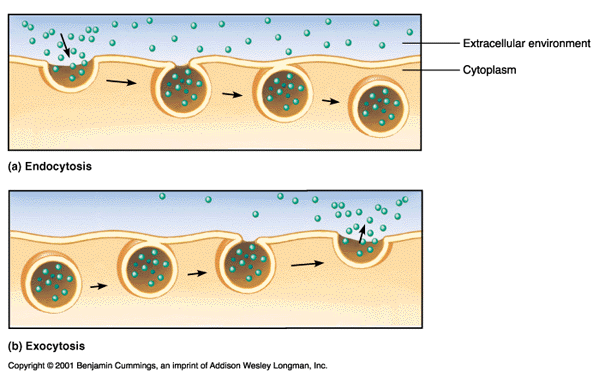 Extracellular environment
Cytoplasm
(a) Endocytosis
(b) Exocytosis
Copyright © 2001 Benjamin Cummings, an imprint of Addison Wesley Longman, Inc.